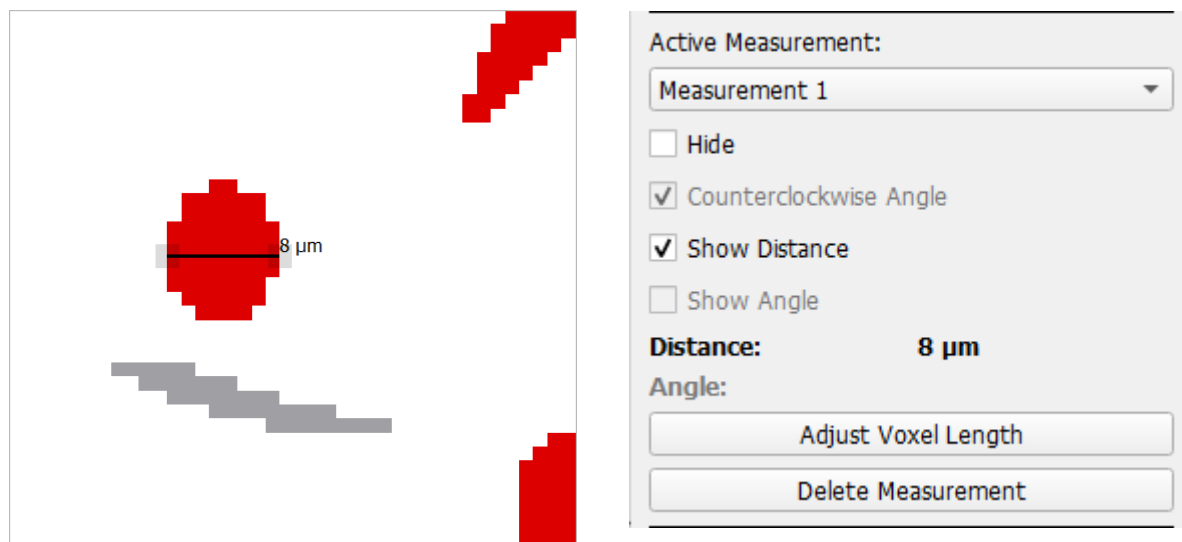 8 µm
Active Measurement:
Measurement 1
Hide
Counterclockwise Angle
Show Distance
Show Angle
Distance: 8 µm
Angle:
Adjust Voxel Length
Delete Measurement